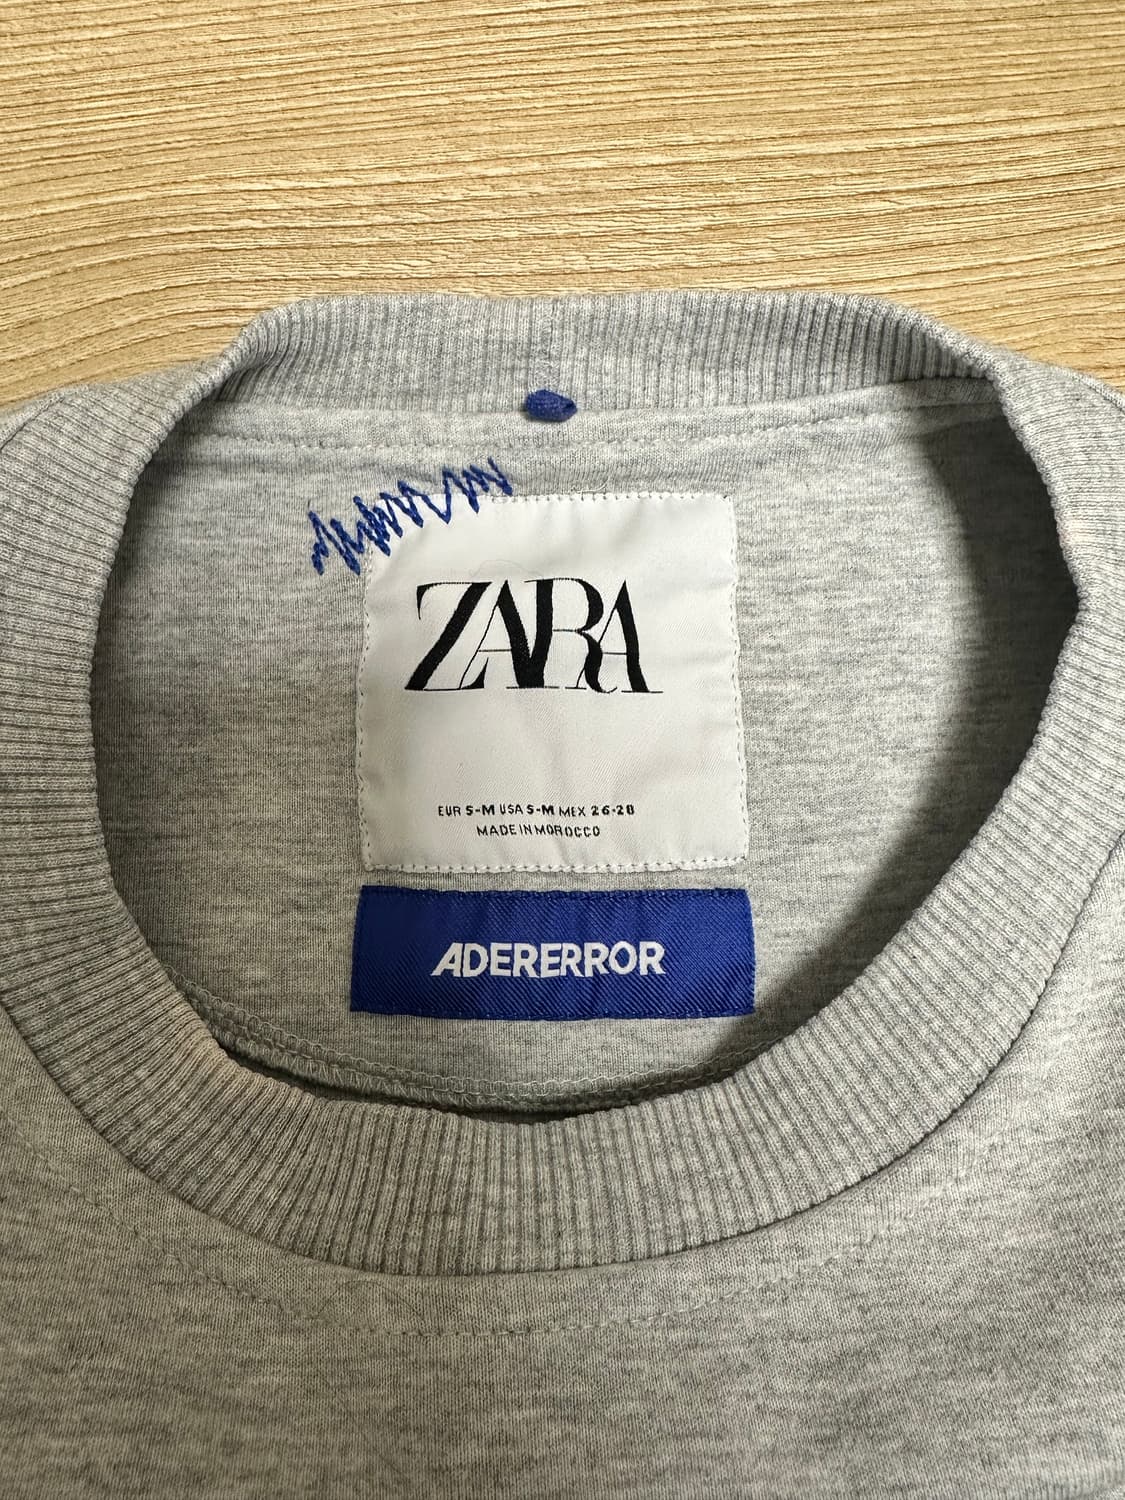 ZARA
EUR S-M USA S-M MEX 26-28
MADE IN MOROCCO
ADERERROR